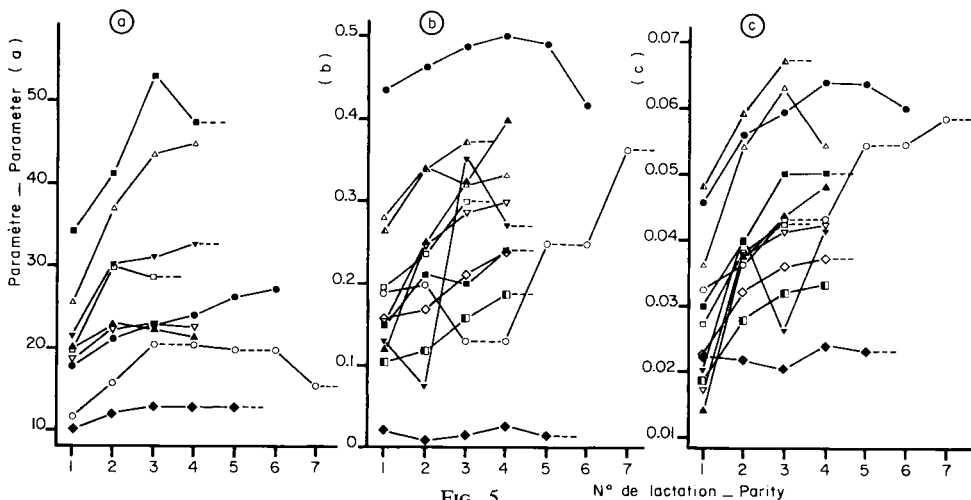 a
b
c
Paramètre _ Parameter (a)
50
40
30
20
10
1 2 3 4 5 6 7
(b)
0.5
0.4
0.3
0.2
0.1
0
1 2 3 4 5 6 7
(c)
0.07
0.06
0.05
0.04
0.03
0.02
0.01
1 2 3 4 5 6 7
FIG. 5
N° de lactation _ Parity